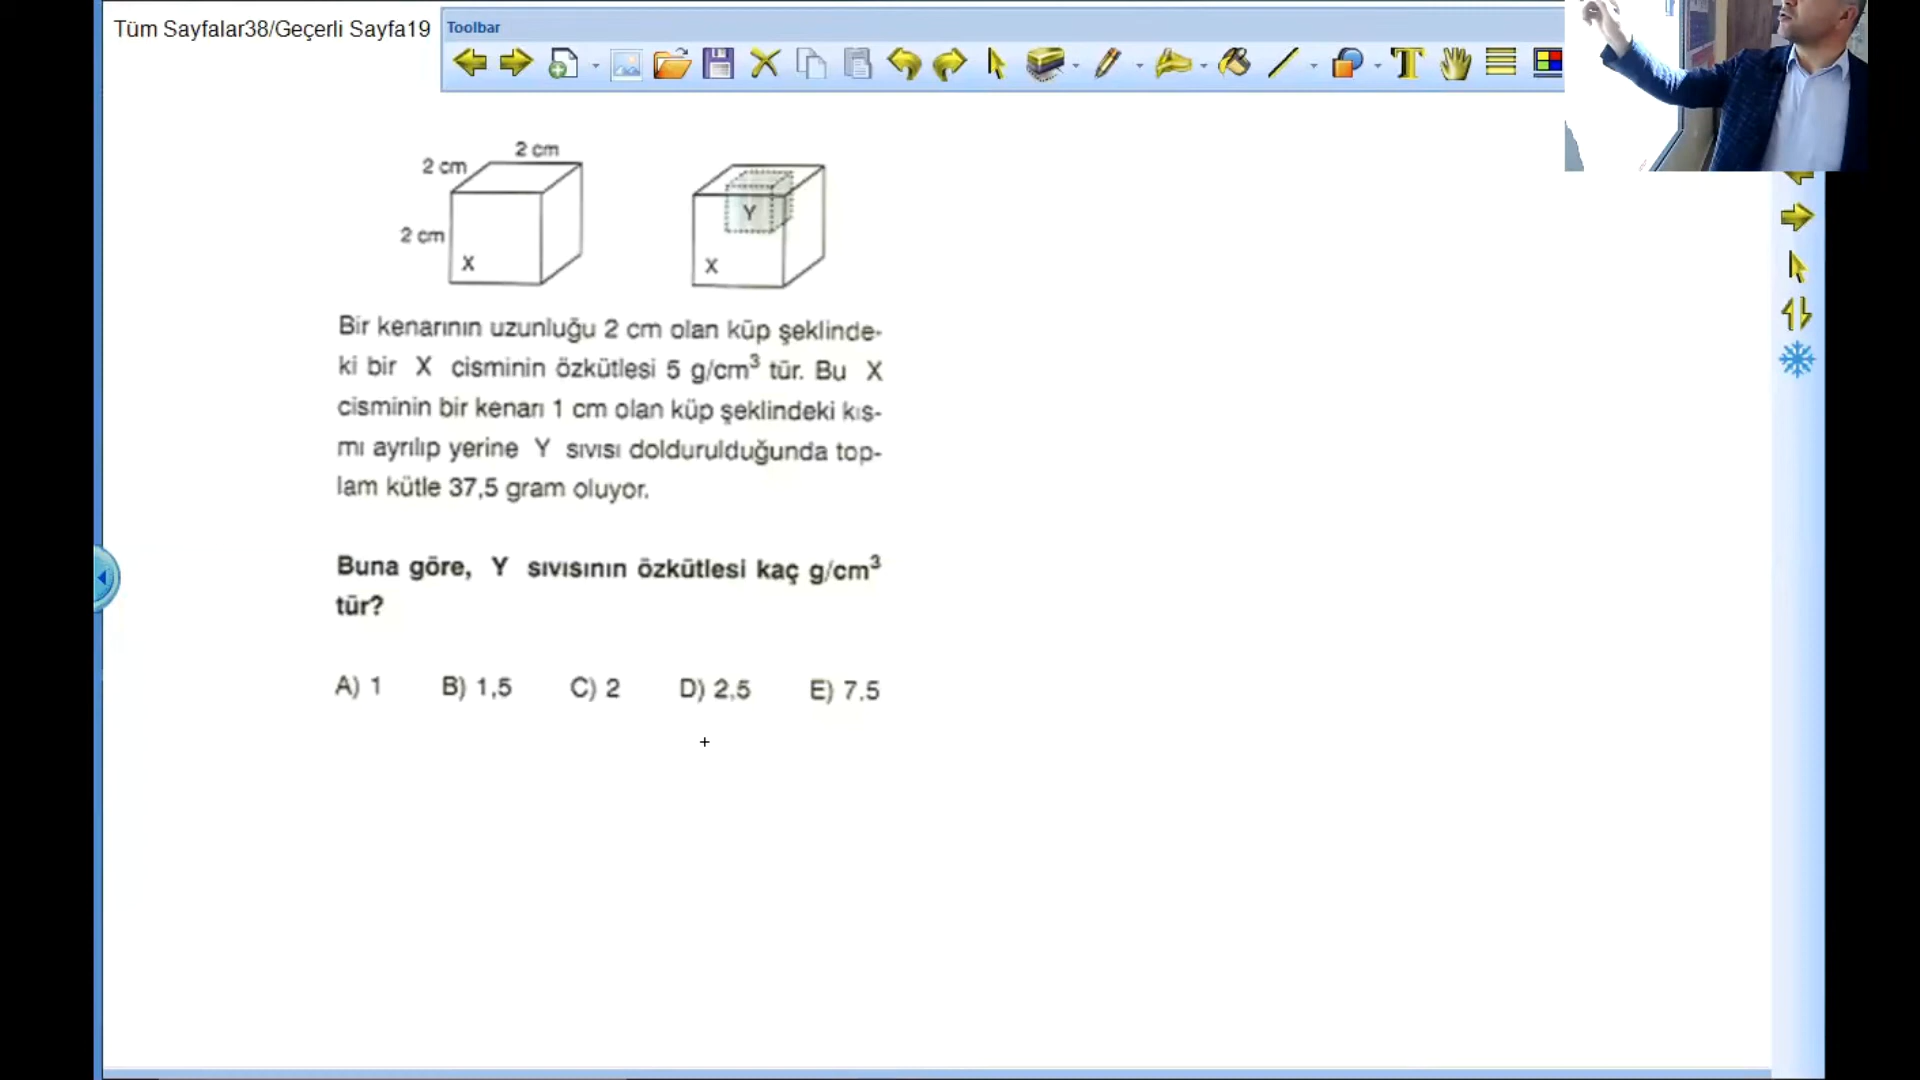 Tüm Sayfalar38/Geçerli Sayfa19
Toolbar
2 cm
2 cm
2 cm
X
Y
X
Bir kenarının uzunluğu 2 cm olan küp şeklinde-
ki bir X cisminin özkütlesi 5 g/cm³ tür. Bu X
cisminin bir kenarı 1 cm olan küp şeklindeki kıs-
mı ayrılıp yerine Y sıvısı doldurulduğunda top-
lam kütle 37,5 gram oluyor.
Buna göre, Y sıvısının özkütlesi kaç g/cm³
tür?
A) 1 B) 1,5 C) 2 D) 2,5 E) 7,5